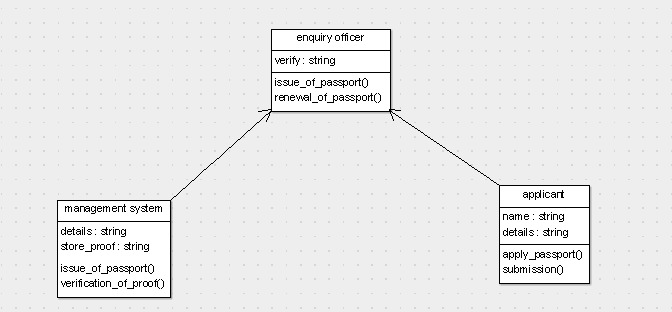 enquiry officer
verify : string
issue_of_passport()
renewal_of_passport()
management system
details : string
store_proof : string
issue_of_passport()
verification_of_proof()
applicant
name : string
details : string
apply_passport()
submission()